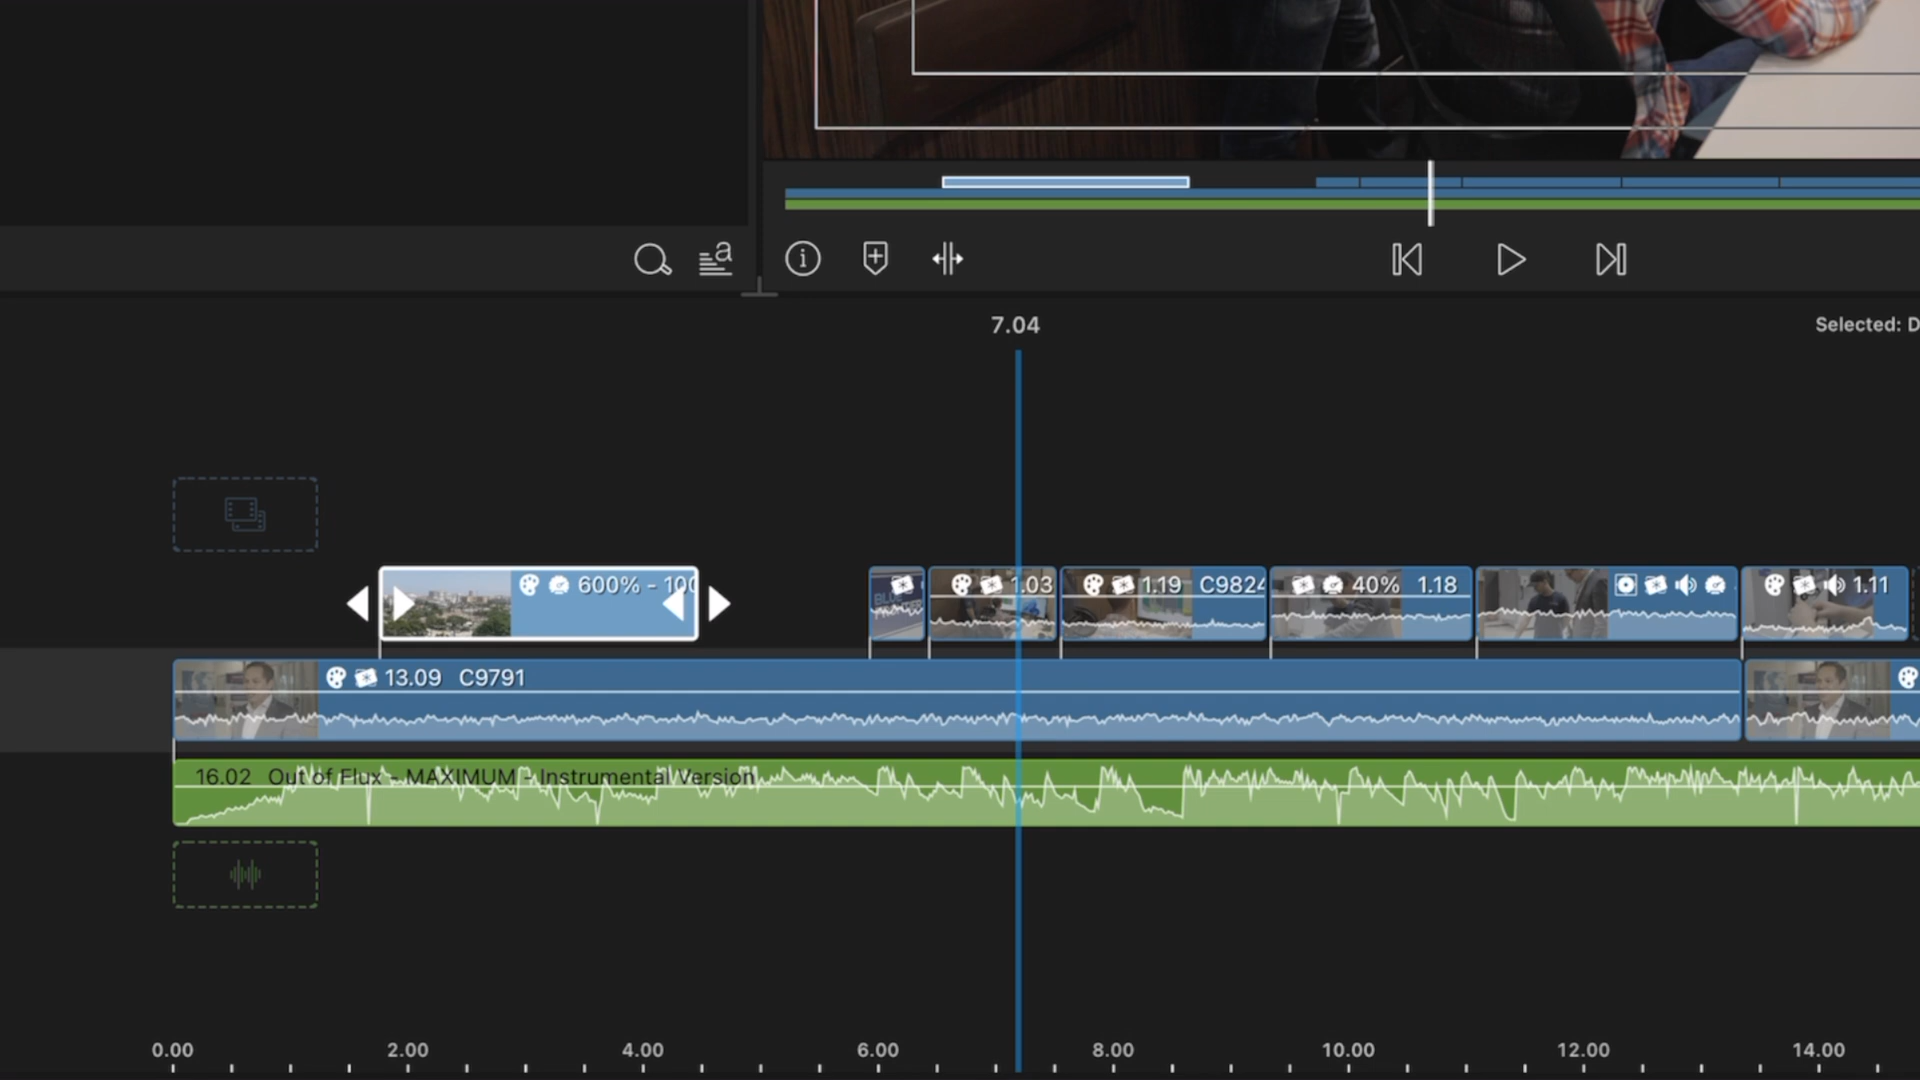 a
7.04
Selected: D
600% - 100
BLUE
1.03
1.19 C9824
40% 1.18
1.11
13.09 C9791
16.02 Out of Flux - MAXIMUM - Instrumental Version
0.00 2.00 4.00 6.00 8.00 10.00 12.00 14.00